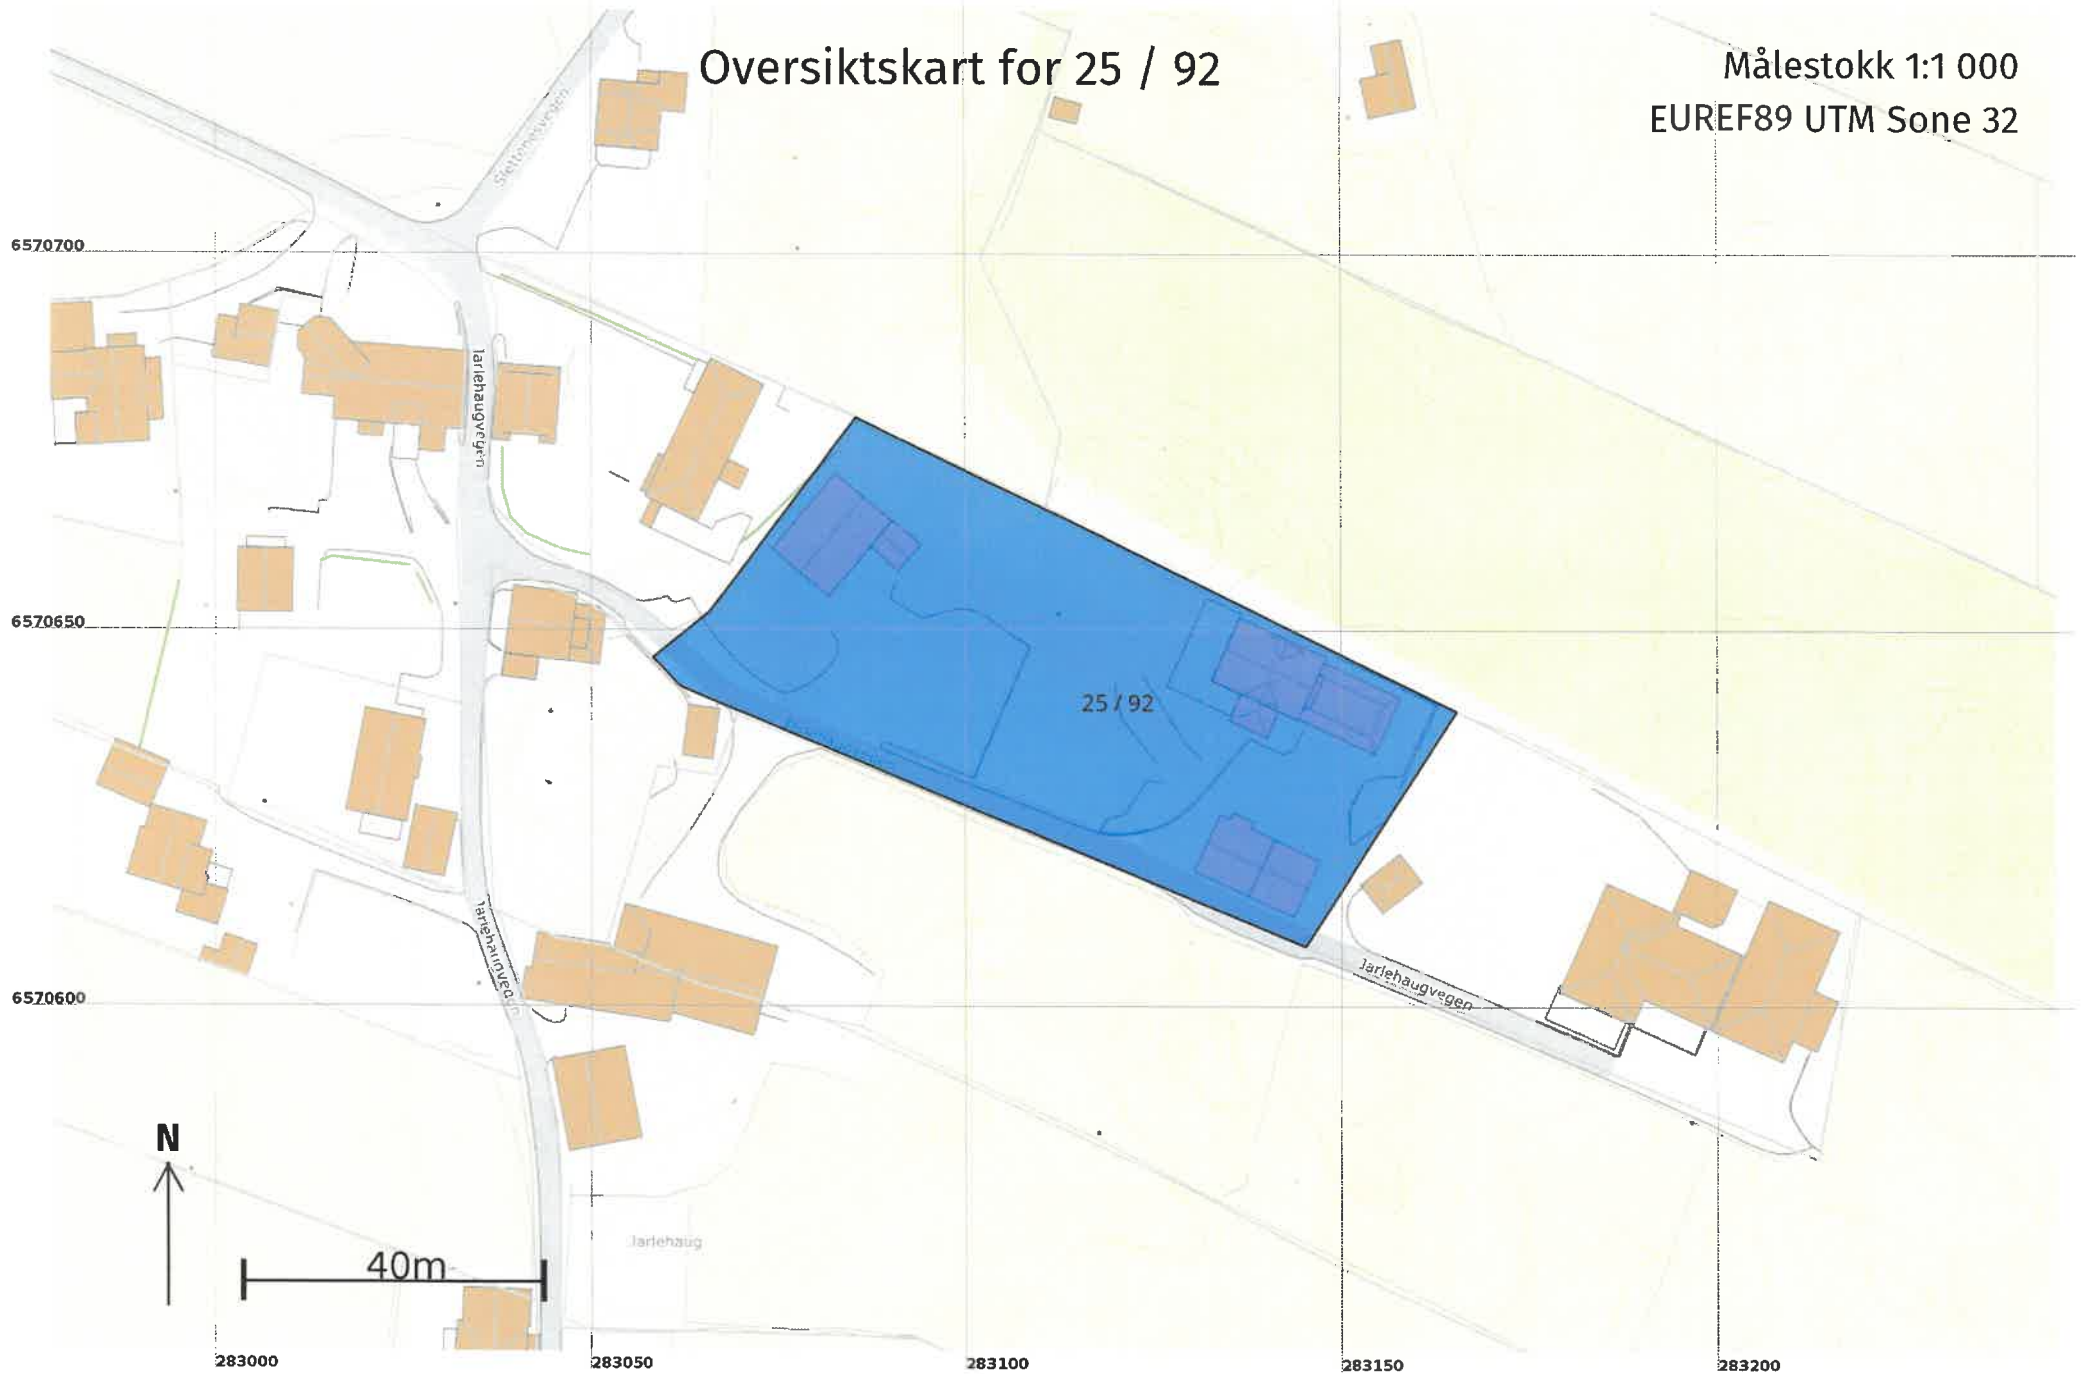 Oversiktskart for 25 / 92
Målestokk 1:1 000
EUREF89 UTM Sone 32
Slettenesvegen
6570700
Jarlehaugvegen
6570650
25 / 92
Jarlehaugvegen
Jarlehaugvegen
6570600
N
Jarlehaug
40m
283000
283050
283100
283150
283200